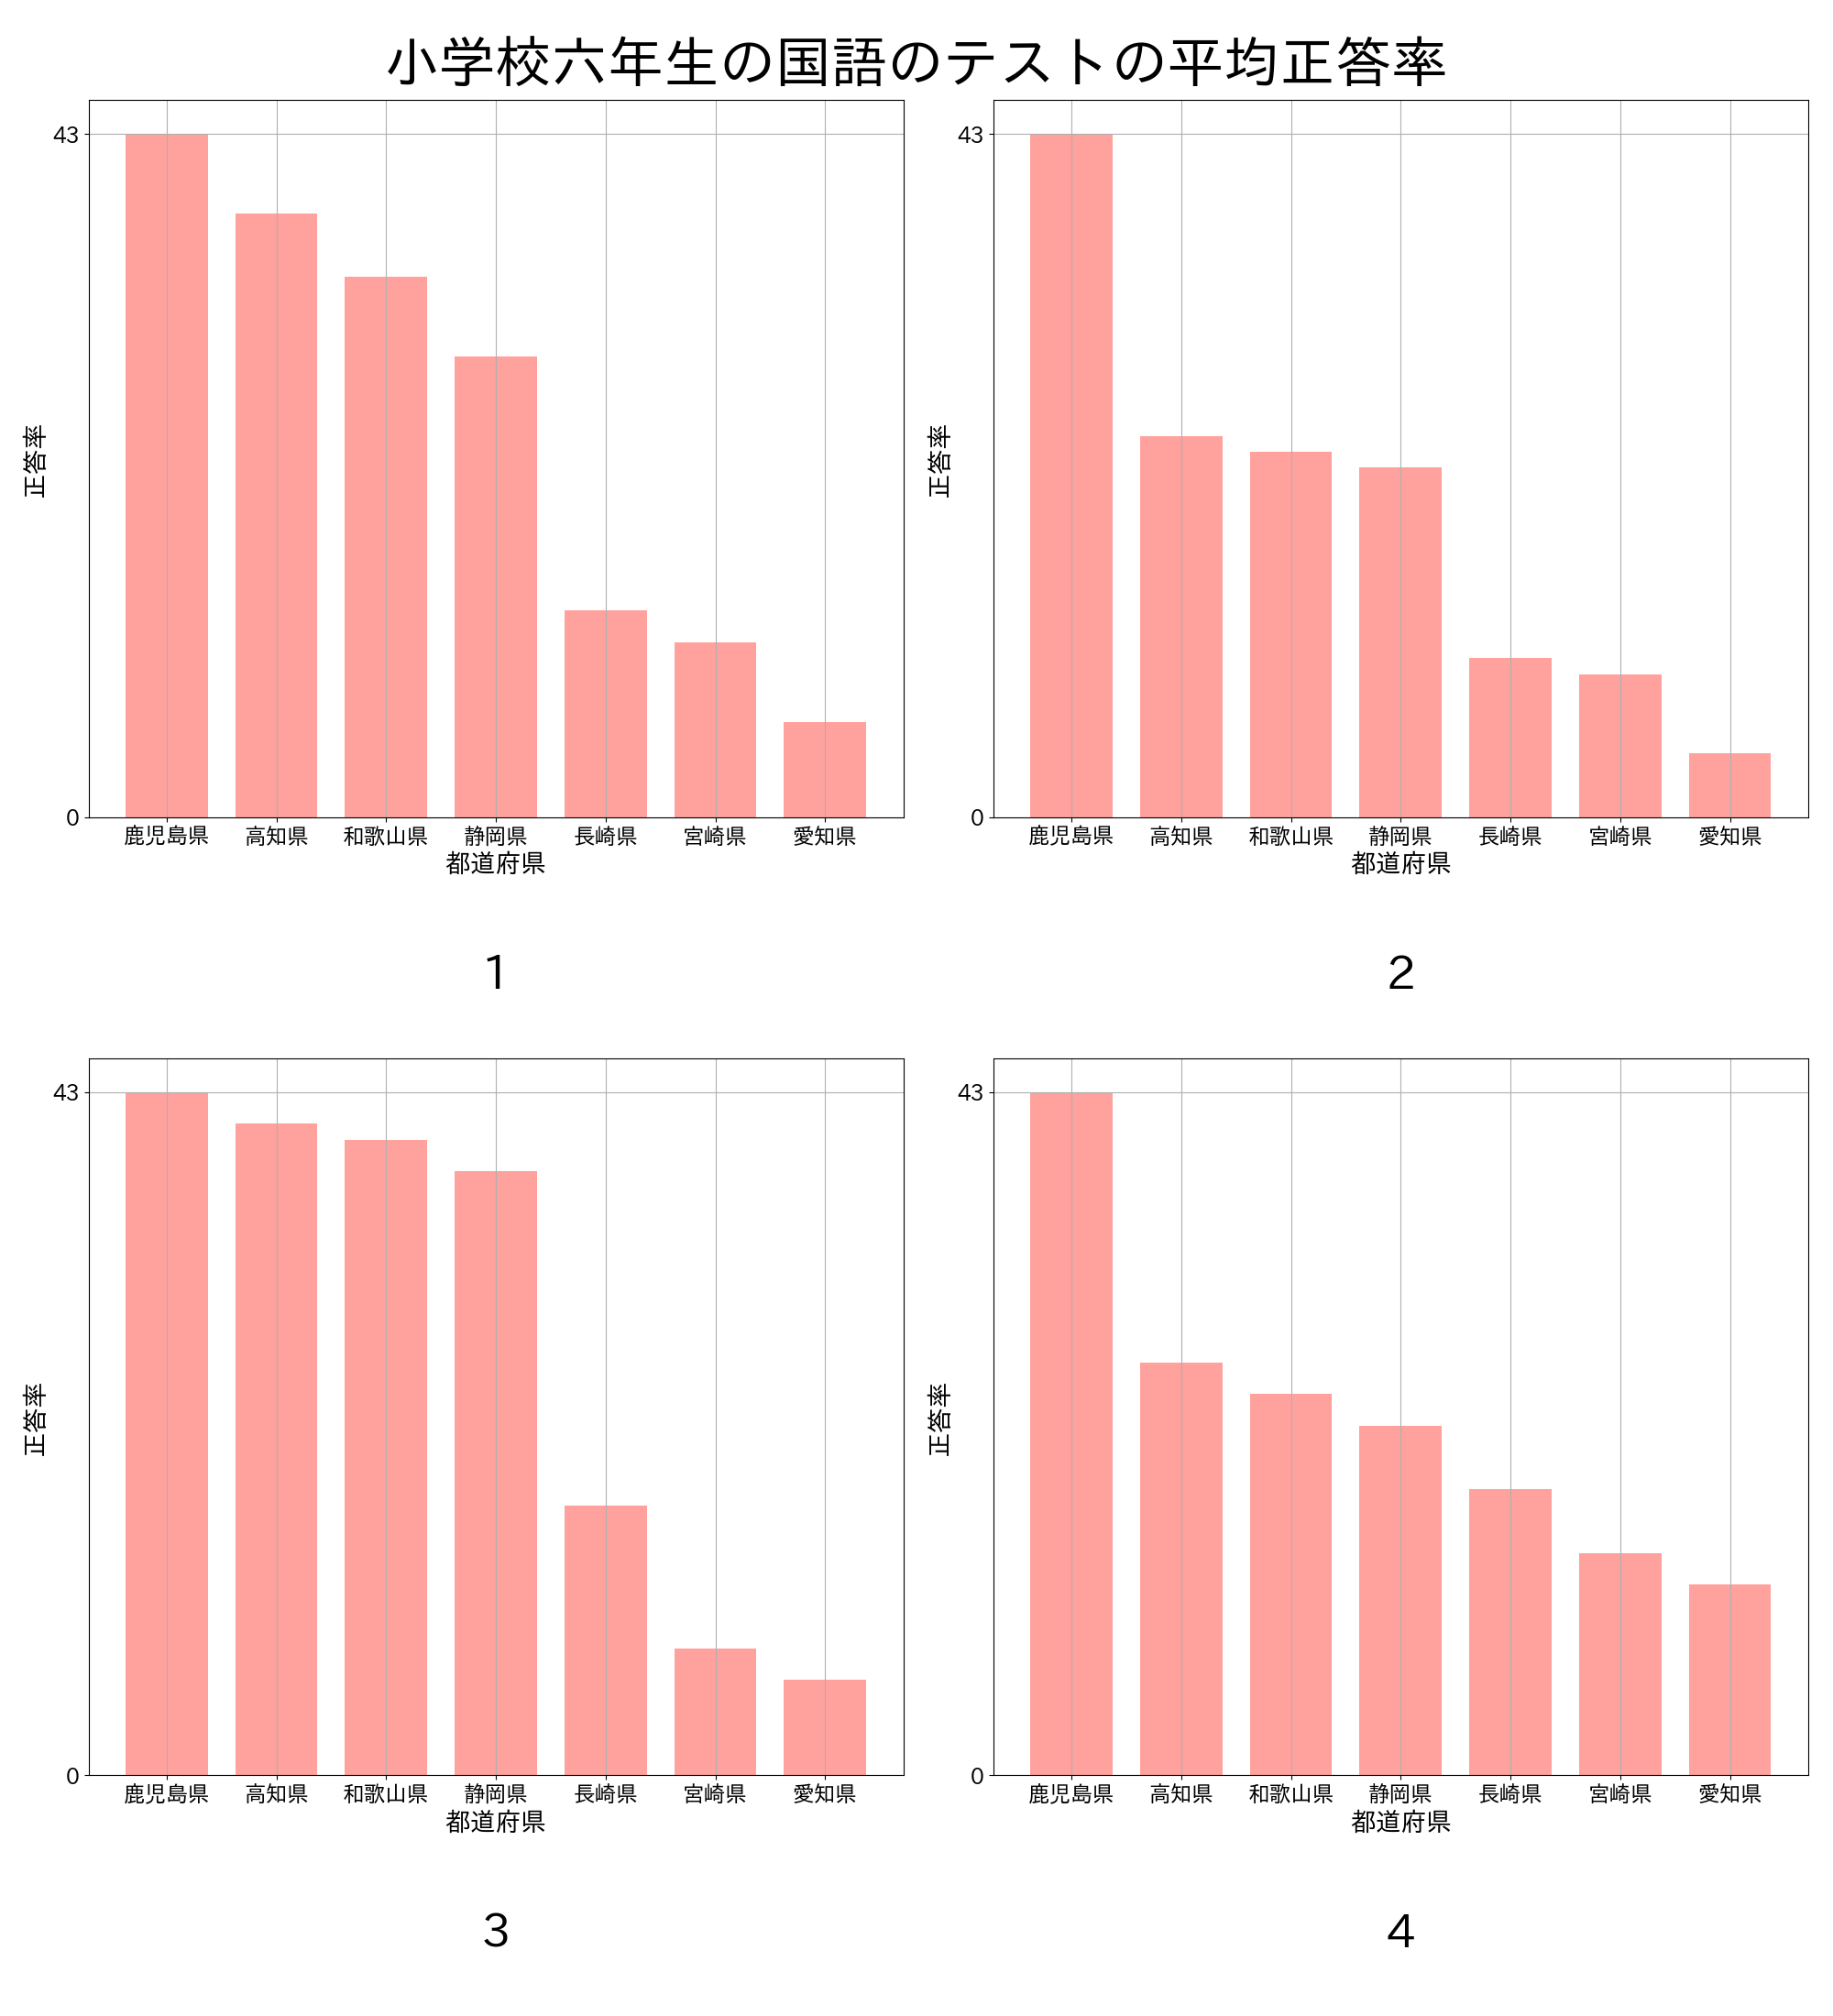 小学校六年生の国語のテストの平均正答率
43
0
正答率
鹿児島県 高知県 和歌山県 静岡県 長崎県 宮崎県 愛知県
都道府県
1
43
0
正答率
鹿児島県 高知県 和歌山県 静岡県 長崎県 宮崎県 愛知県
都道府県
2
43
0
正答率
鹿児島県 高知県 和歌山県 静岡県 長崎県 宮崎県 愛知県
都道府県
3
43
0
正答率
鹿児島県 高知県 和歌山県 静岡県 長崎県 宮崎県 愛知県
都道府県
4